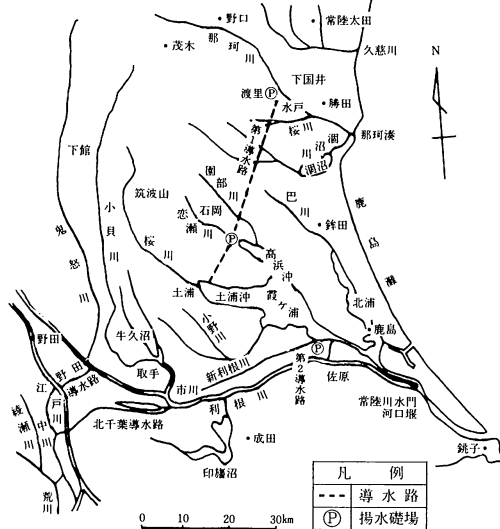 野口
常陸太田
茂木
那珂川
久慈川
N
下国井
渡里Ⓟ
水戸
勝田
桜川
那珂湊
涸沼川
涸沼
第1導水路
下館
筑波山
園部川
石岡
恋瀬川
巴川
鉾田
鹿島灘
小貝川
鬼怒川
桜川
Ⓟ
高浜沖
土浦
土浦沖
霞ヶ浦
北浦
鹿島
小野川
牛久沼
野田
野田導水路
取手
新利根川
Ⓟ
第2導水路
佐原
市川
利根川
江戸川
綾瀬川
中川
荒川
北千葉導水路
成田
印旛沼
常陸川水門
河口堰
銚子
凡例
導水路
Ⓟ 揚水礎場
0 10 20 30km